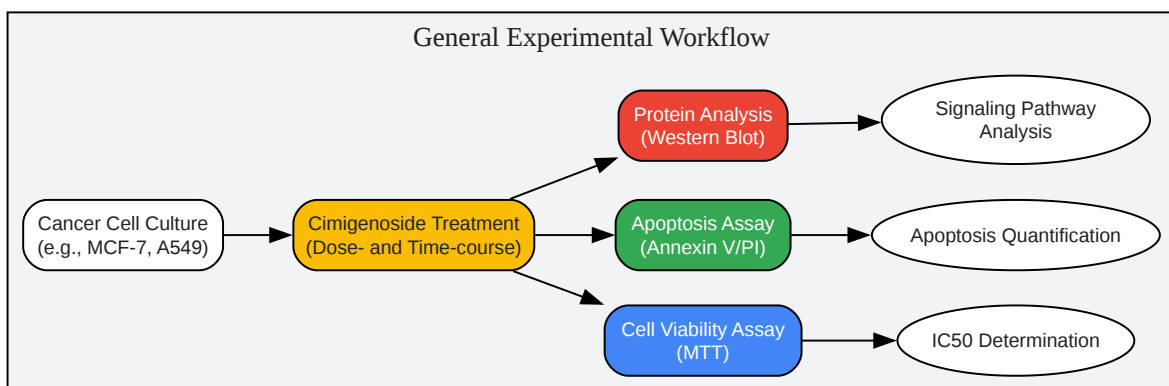 General Experimental Workflow
Protein Analysis
(Western Blot)
Signaling Pathway
Analysis
Cancer Cell Culture
(e.g., MCF-7, A549)
Cimigenoside Treatment
(Dose- and Time-course)
Apoptosis Assay
(Annexin V/PI)
Apoptosis Quantification
Cell Viability Assay
(MTT)
IC50 Determination